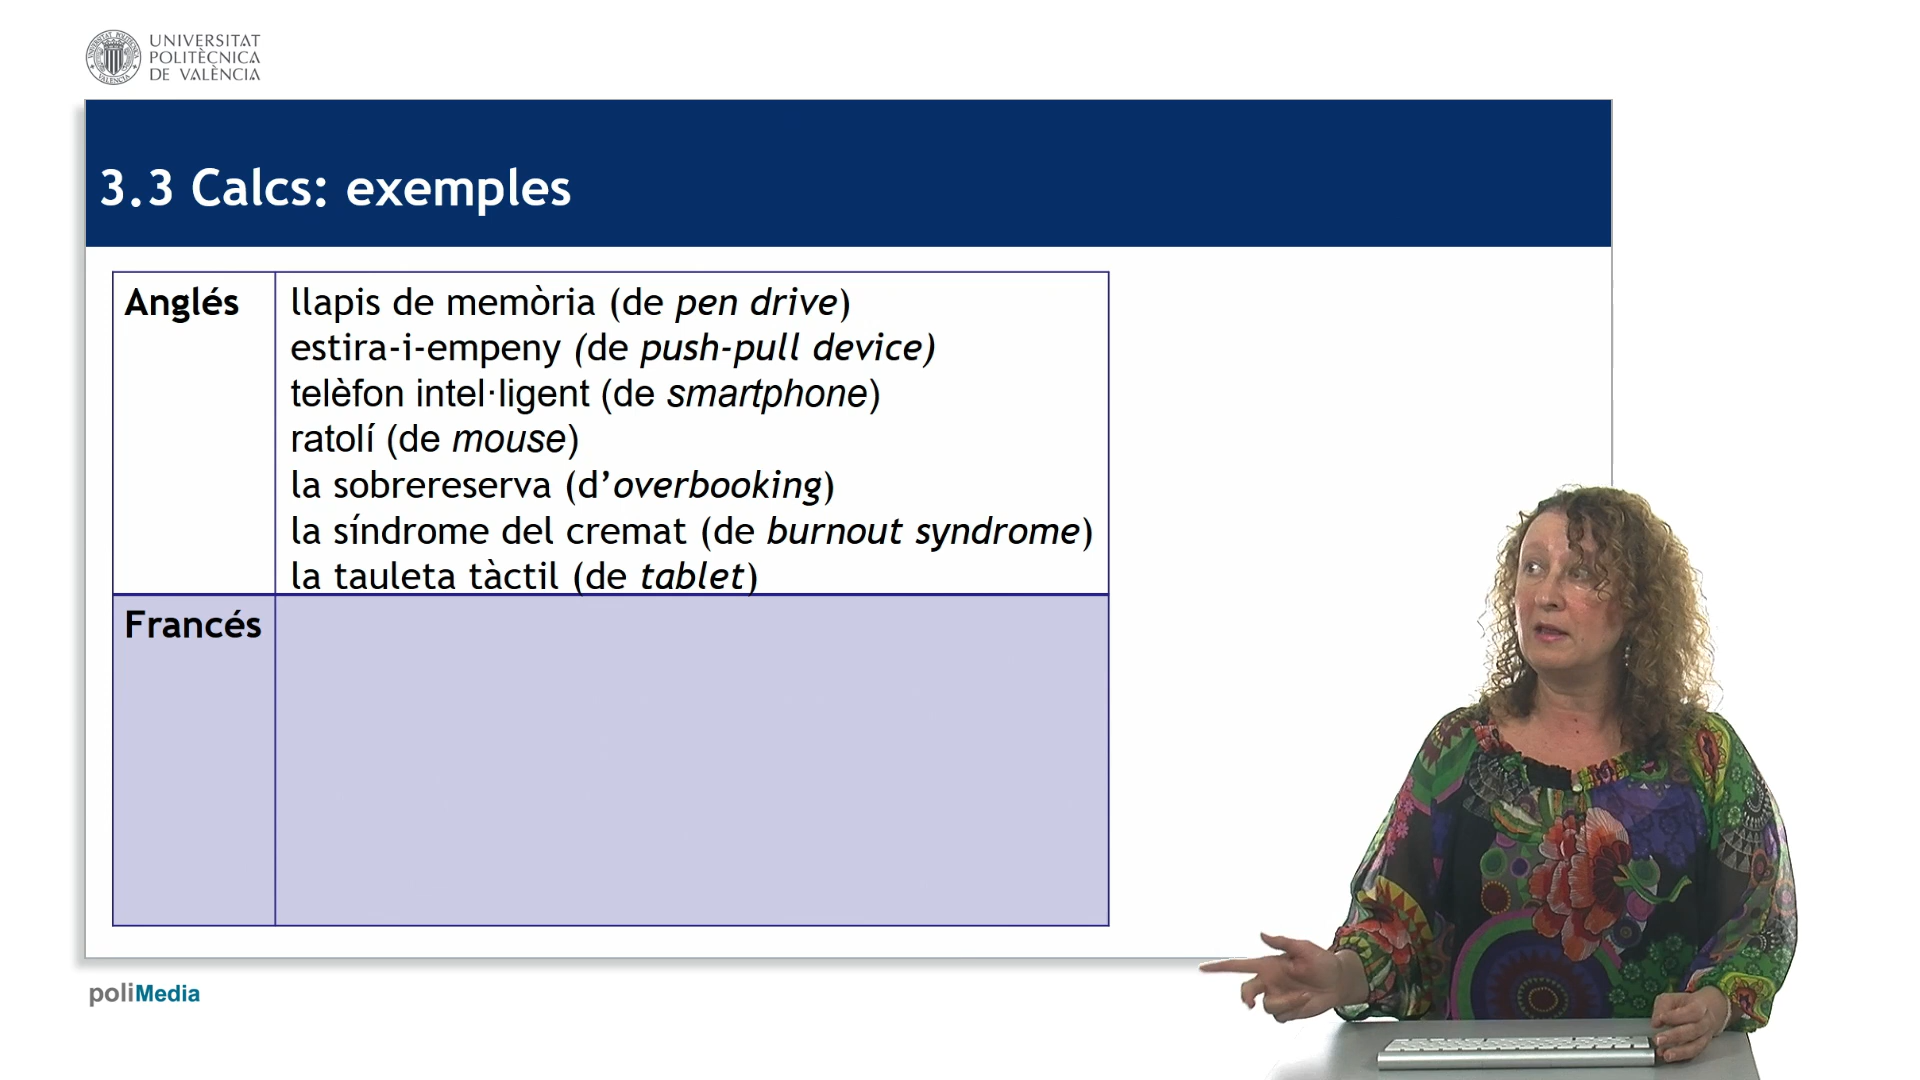 UNIVERSITAT
POLITÈCNICA
DE VALÈNCIA
3.3 Calcs: exemples
Anglés
llapis de memòria (de pen drive)
estira-i-empeny (de push-pull device)
telèfon intel·ligent (de smartphone)
ratolí (de mouse)
la sobrereserva (d’overbooking)
la síndrome del cremat (de burnout syndrome)
la tauleta tàctil (de tablet)
Francés
poliMedia